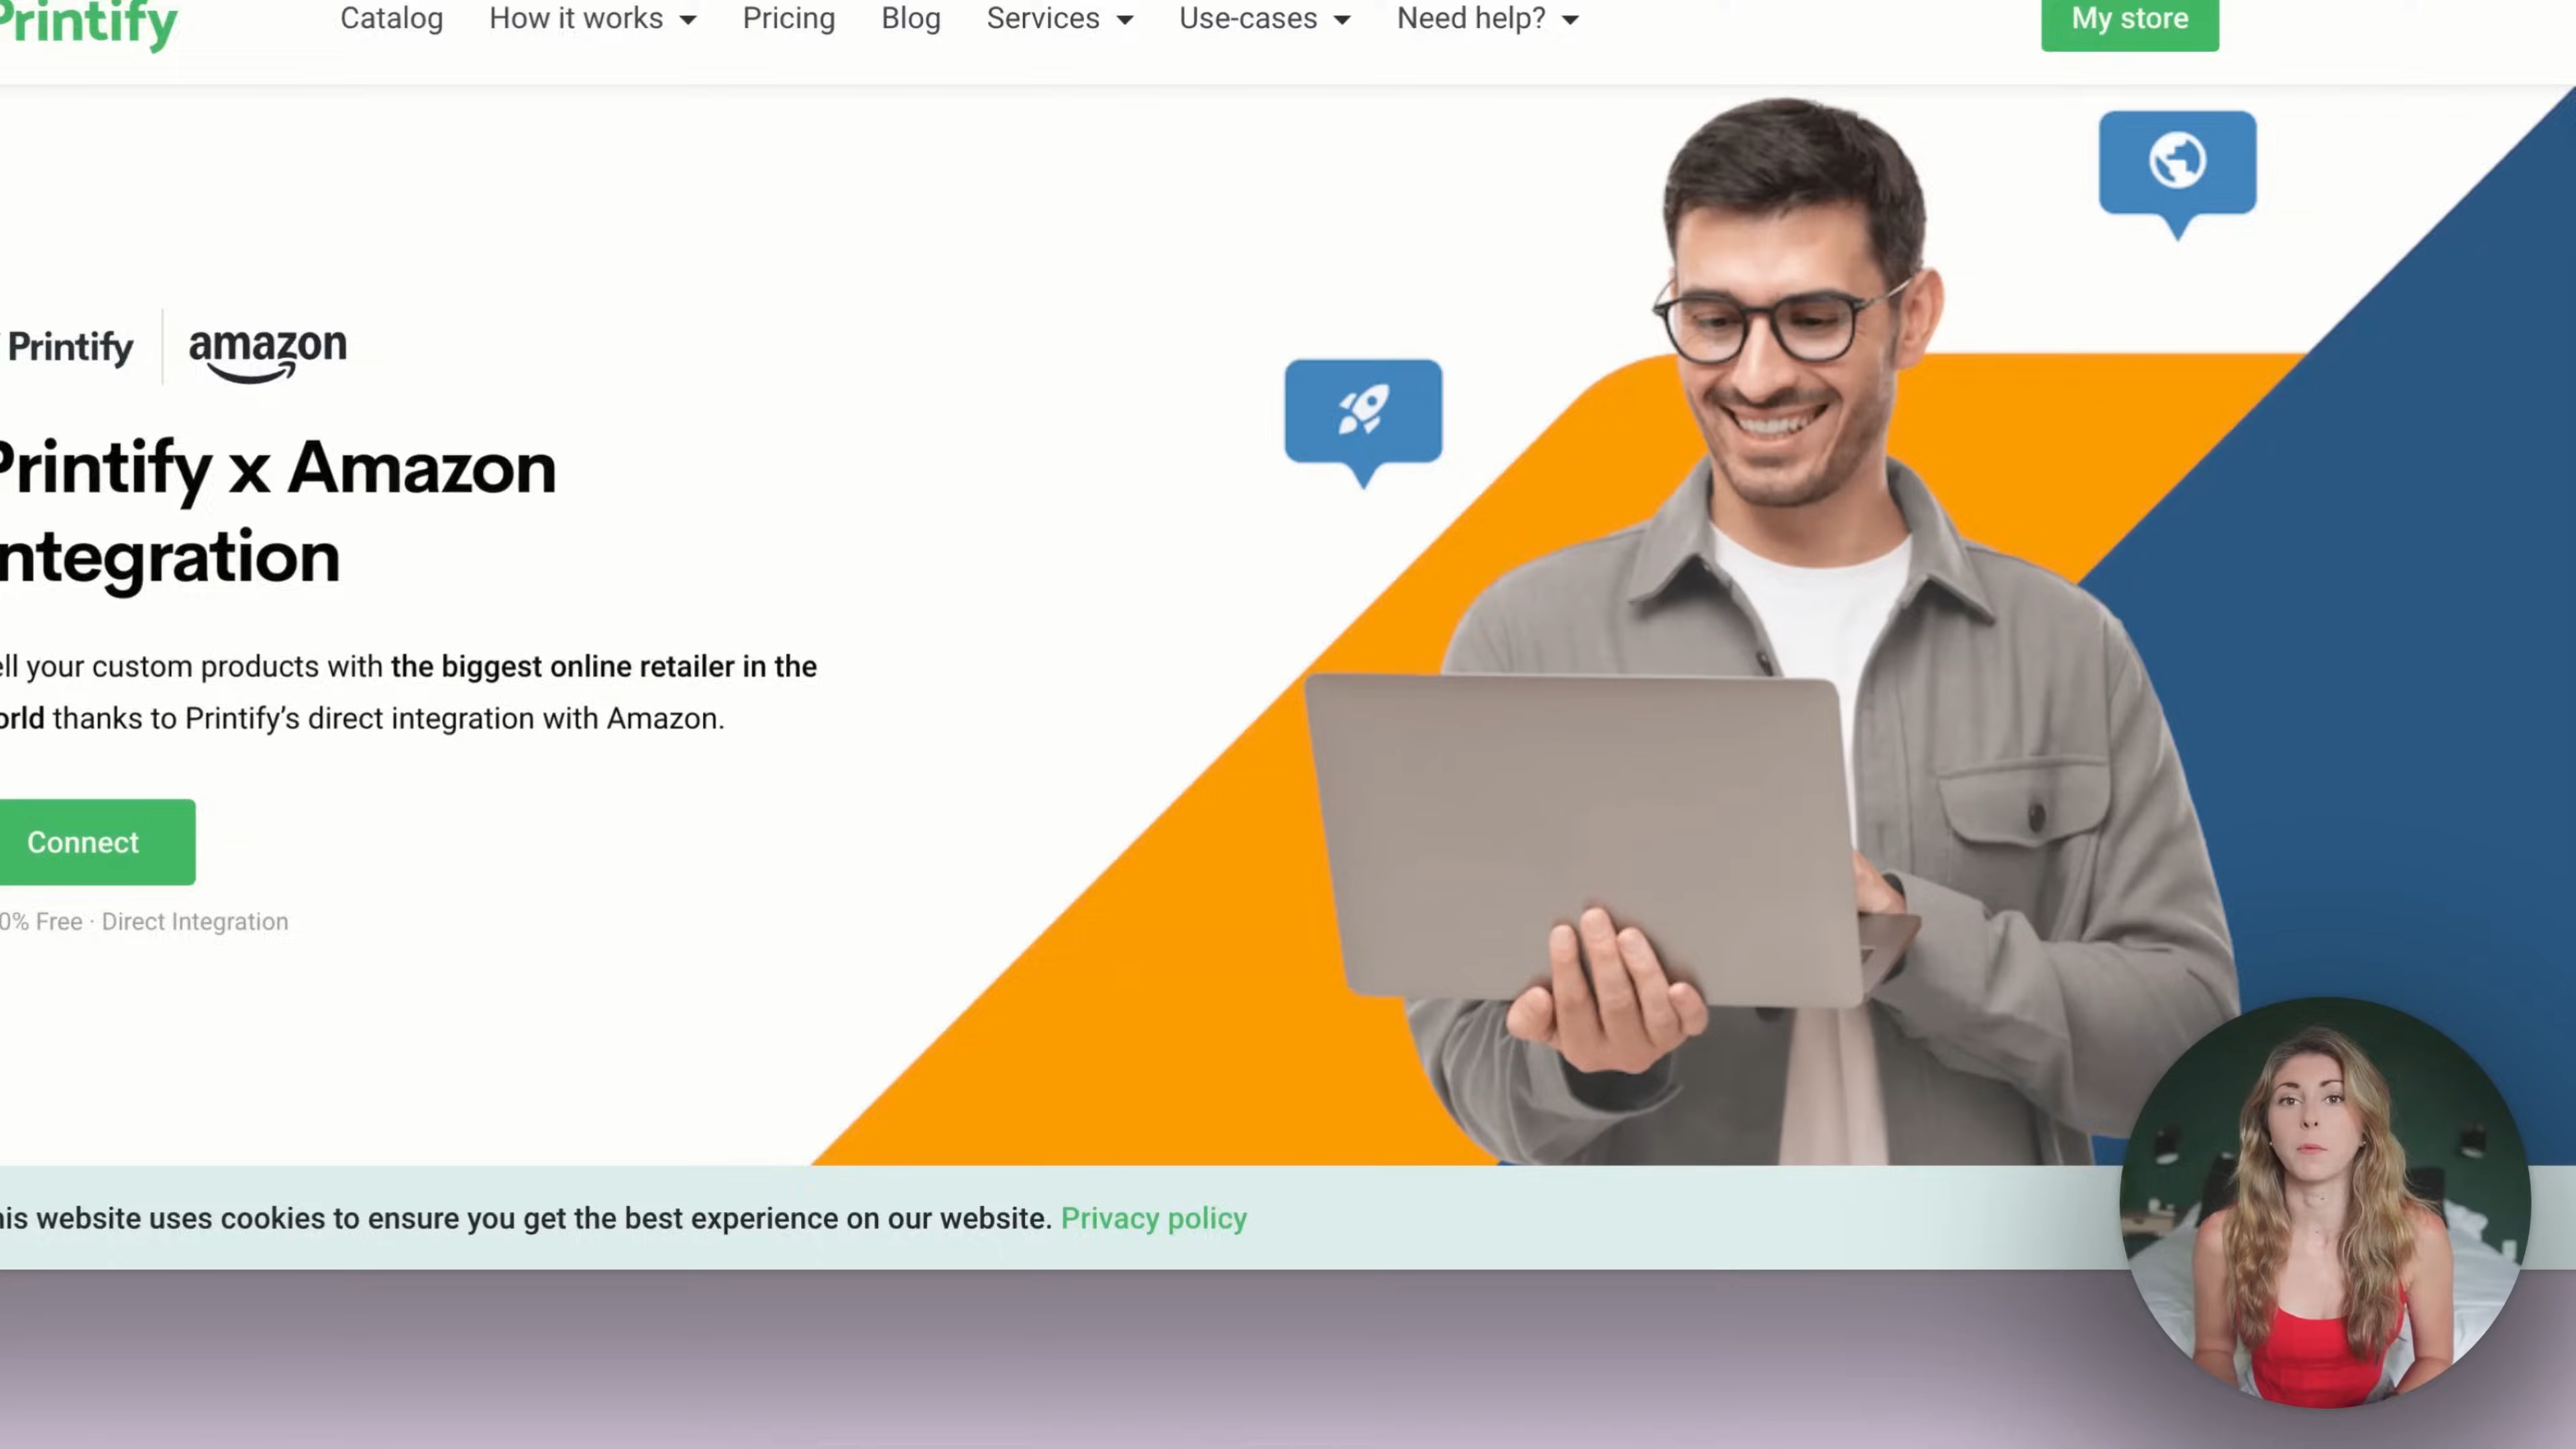 Printify
Catalog How it works Pricing Blog Services Use-cases Need help? My store
Printify amazon
Printify x Amazon
ntegration
ell your custom products with the biggest online retailer in the
orld thanks to Printify's direct integration with Amazon.
Connect
0% Free · Direct Integration
his website uses cookies to ensure you get the best experience on our website. Privacy policy